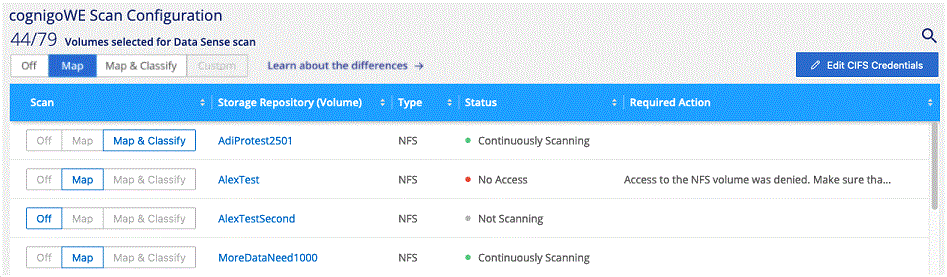 cognigoWE Scan Configuration
44/79 Volumes selected for Data Sense scan
Off Map Map & Classify Custom Learn about the differences → Edit CIFS Credentials
Scan Storage Repository (Volume) Type Status Required Action
Off Map Map & Classify AdiProtest2501 NFS Continuously Scanning
Off Map Map & Classify AlexTest NFS No Access Access to the NFS volume was denied. Make sure tha...
Off Map Map & Classify AlexTestSecond NFS Not Scanning
Off Map Map & Classify MoreDataNeed1000 NFS Continuously Scanning